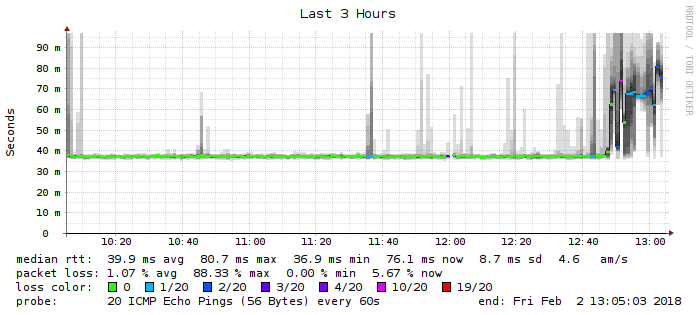 Last 3 Hours
RRDTOOL / TOBI OETIKER
Seconds
90 m
80 m
70 m
60 m
50 m
40 m
30 m
20 m
10 m
0
10:20 10:40 11:00 11:20 11:40 12:00 12:20 12:40 13:00
median rtt: 39.9 ms avg 80.7 ms max 36.9 ms min 76.1 ms now 8.7 ms sd 4.6 am/s
packet loss: 1.07 % avg 88.33 % max 0.00 % min 5.67 % now
loss color: 0 1/20 2/20 3/20 4/20 10/20 19/20
probe: 20 ICMP Echo Pings (56 Bytes) every 60s end: Fri Feb 2 13:05:03 2018